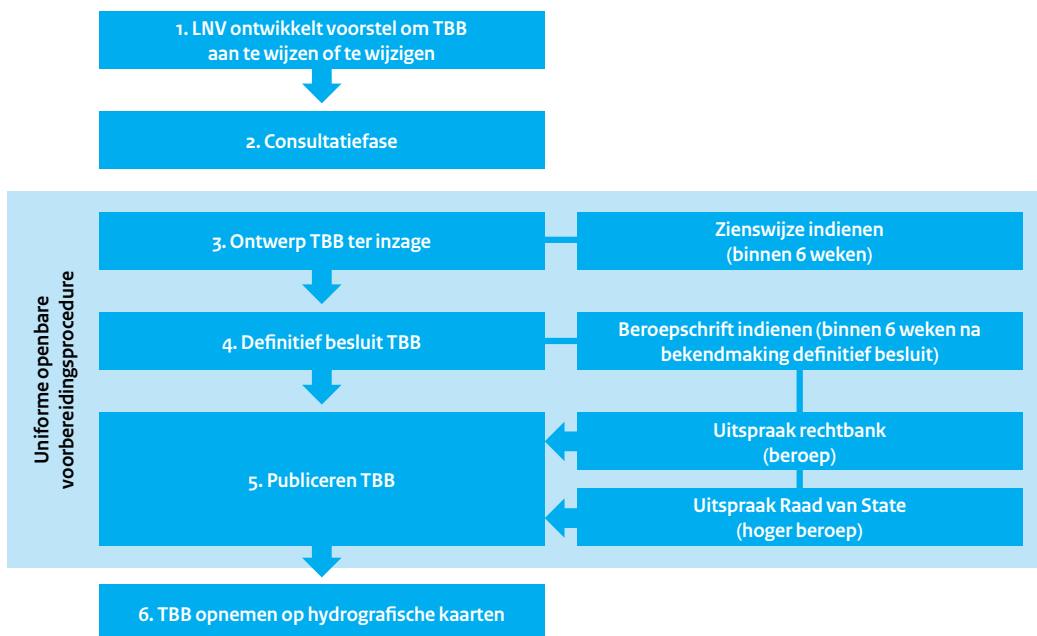 1. LNV ontwikkelt voorstel om TBB
aan te wijzen of te wijzigen
2. Consultatiefase
Uniforme openbare
voorbereidingsprocedure
3. Ontwerp TBB ter inzage
Zienswijze indienen
(binnen 6 weken)
4. Definitief besluit TBB
Beroepschrift indienen (binnen 6 weken na
bekendmaking definitief besluit)
5. Publiceren TBB
Uitspraak rechtbank
(beroep)
Uitspraak Raad van State
(hoger beroep)
6. TBB opnemen op hydrografische kaarten